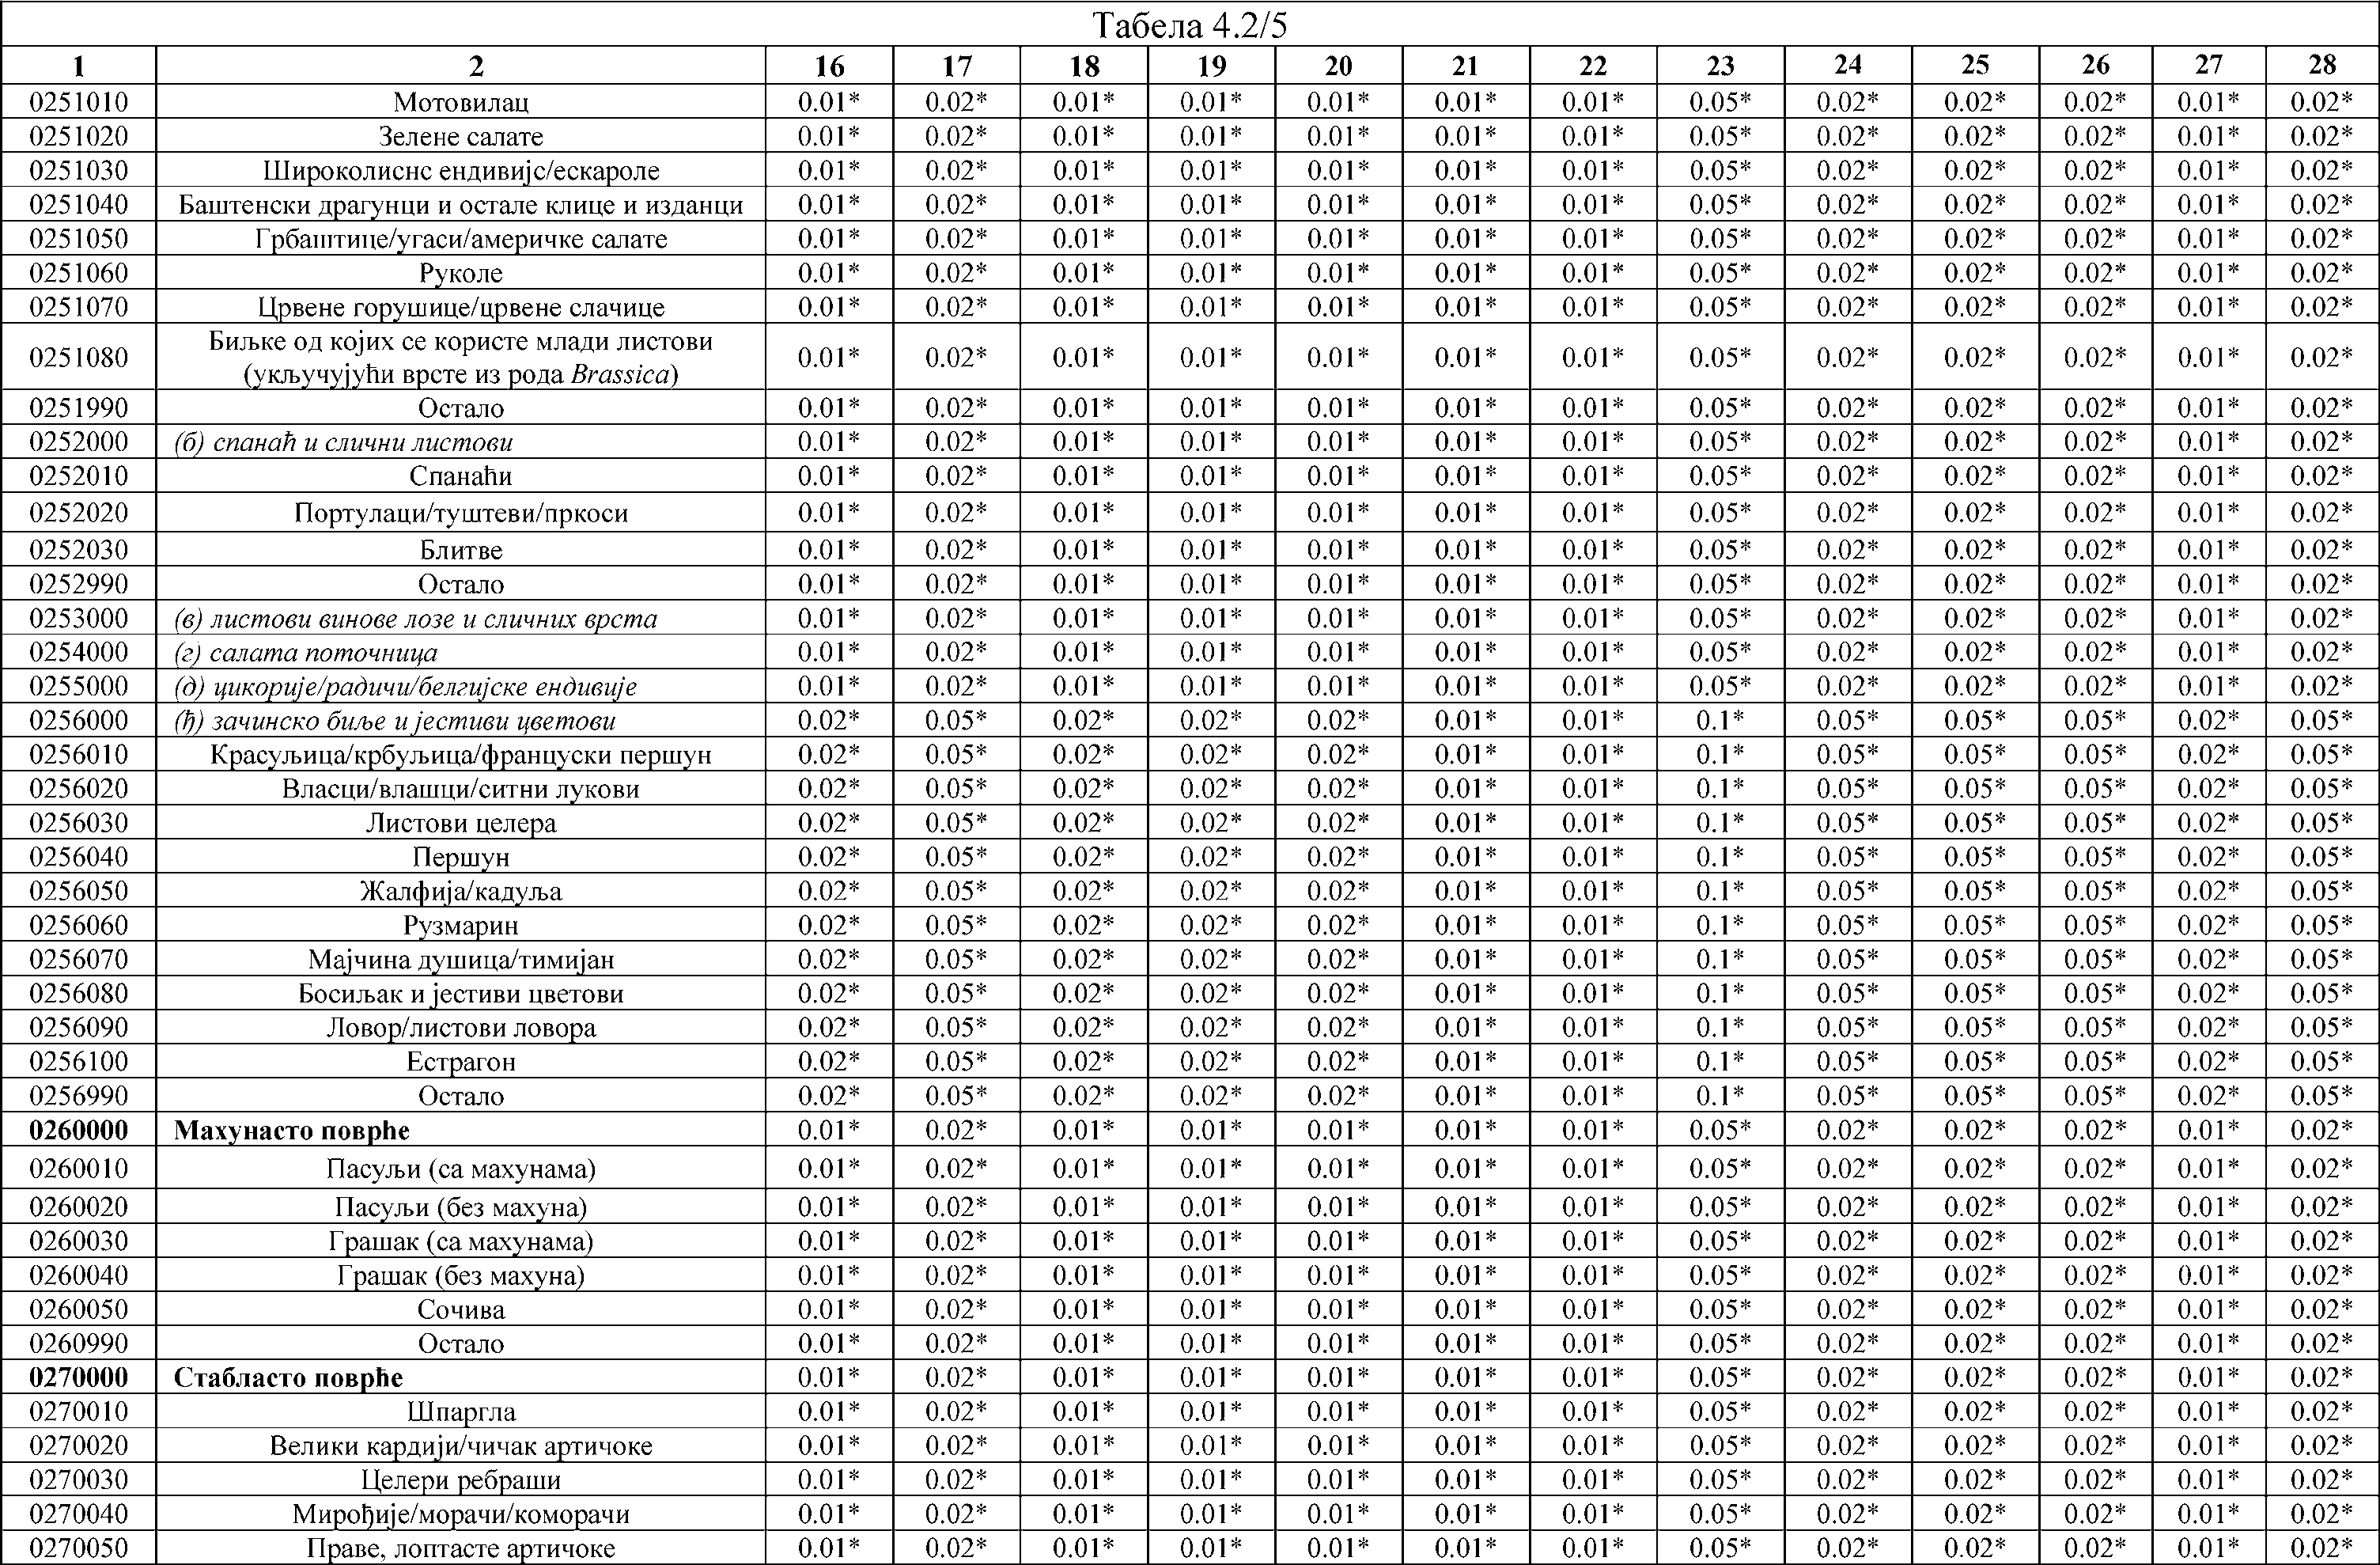 Табела 4.2/5
1 2 16 17 18 19 20 21 22 23 24 25 26 27 28
0251010 Мотовилац 0.01* 0.02* 0.01* 0.01* 0.01* 0.01* 0.01* 0.05* 0.02* 0.02* 0.02* 0.01* 0.02*
0251020 Зелене салате 0.01* 0.02* 0.01* 0.01* 0.01* 0.01* 0.01* 0.05* 0.02* 0.02* 0.02* 0.01* 0.02*
0251030 Широколиснс ендивијс/ескароле 0.01* 0.02* 0.01* 0.01* 0.01* 0.01* 0.01* 0.05* 0.02* 0.02* 0.02* 0.01* 0.02*
0251040 Баштенски драгунци и остале клице и изданци 0.01* 0.02* 0.01* 0.01* 0.01* 0.01* 0.01* 0.05* 0.02* 0.02* 0.02* 0.01* 0.02*
0251050 Грбаштице/угаси/америчке салате 0.01* 0.02* 0.01* 0.01* 0.01* 0.01* 0.01* 0.05* 0.02* 0.02* 0.02* 0.01* 0.02*
0251060 Руколе 0.01* 0.02* 0.01* 0.01* 0.01* 0.01* 0.01* 0.05* 0.02* 0.02* 0.02* 0.01* 0.02*
0251070 Црвене горушице/црвене слачице 0.01* 0.02* 0.01* 0.01* 0.01* 0.01* 0.01* 0.05* 0.02* 0.02* 0.02* 0.01* 0.02*
0251080 Биљке од којих се користе млади листови
(укључујући врсте из рода Brassica) 0.01* 0.02* 0.01* 0.01* 0.01* 0.01* 0.01* 0.05* 0.02* 0.02* 0.02* 0.01* 0.02*
0251990 Остало 0.01* 0.02* 0.01* 0.01* 0.01* 0.01* 0.01* 0.05* 0.02* 0.02* 0.02* 0.01* 0.02*
0252000 (б) спанаћ и слични листови 0.01* 0.02* 0.01* 0.01* 0.01* 0.01* 0.01* 0.05* 0.02* 0.02* 0.02* 0.01* 0.02*
0252010 Спанаћи 0.01* 0.02* 0.01* 0.01* 0.01* 0.01* 0.01* 0.05* 0.02* 0.02* 0.02* 0.01* 0.02*
0252020 Портулаци/туштеви/пркоси 0.01* 0.02* 0.01* 0.01* 0.01* 0.01* 0.01* 0.05* 0.02* 0.02* 0.02* 0.01* 0.02*
0252030 Блитве 0.01* 0.02* 0.01* 0.01* 0.01* 0.01* 0.01* 0.05* 0.02* 0.02* 0.02* 0.01* 0.02*
0252990 Остало 0.01* 0.02* 0.01* 0.01* 0.01* 0.01* 0.01* 0.05* 0.02* 0.02* 0.02* 0.01* 0.02*
0253000 (в) листови винове лозе и сличних врста 0.01* 0.02* 0.01* 0.01* 0.01* 0.01* 0.01* 0.05* 0.02* 0.02* 0.02* 0.01* 0.02*
0254000 (г) салата поточница 0.01* 0.02* 0.01* 0.01* 0.01* 0.01* 0.01* 0.05* 0.02* 0.02* 0.02* 0.01* 0.02*
0255000 (д) цикорије/радичи/белгијске ендивије 0.01* 0.02* 0.01* 0.01* 0.01* 0.01* 0.01* 0.05* 0.02* 0.02* 0.02* 0.01* 0.02*
0256000 (ђ) зачинско биље и јестиви цветови 0.02* 0.05* 0.02* 0.02* 0.02* 0.01* 0.01* 0.1* 0.05* 0.05* 0.05* 0.02* 0.05*
0256010 Красуљица/крбуљица/француски першун 0.02* 0.05* 0.02* 0.02* 0.02* 0.01* 0.01* 0.1* 0.05* 0.05* 0.05* 0.02* 0.05*
0256020 Власци/влашци/ситни лукови 0.02* 0.05* 0.02* 0.02* 0.02* 0.01* 0.01* 0.1* 0.05* 0.05* 0.05* 0.02* 0.05*
0256030 Листови целера 0.02* 0.05* 0.02* 0.02* 0.02* 0.01* 0.01* 0.1* 0.05* 0.05* 0.05* 0.02* 0.05*
0256040 Першун 0.02* 0.05* 0.02* 0.02* 0.02* 0.01* 0.01* 0.1* 0.05* 0.05* 0.05* 0.02* 0.05*
0256050 Жалфија/кадуља 0.02* 0.05* 0.02* 0.02* 0.02* 0.01* 0.01* 0.1* 0.05* 0.05* 0.05* 0.02* 0.05*
0256060 Рузмарин 0.02* 0.05* 0.02* 0.02* 0.02* 0.01* 0.01* 0.1* 0.05* 0.05* 0.05* 0.02* 0.05*
0256070 Мајчина душица/тимијан 0.02* 0.05* 0.02* 0.02* 0.02* 0.01* 0.01* 0.1* 0.05* 0.05* 0.05* 0.02* 0.05*
0256080 Босиљак и јестиви цветови 0.02* 0.05* 0.02* 0.02* 0.02* 0.01* 0.01* 0.1* 0.05* 0.05* 0.05* 0.02* 0.05*
0256090 Ловор/листови ловора 0.02* 0.05* 0.02* 0.02* 0.02* 0.01* 0.01* 0.1* 0.05* 0.05* 0.05* 0.02* 0.05*
0256100 Естрагон 0.02* 0.05* 0.02* 0.02* 0.02* 0.01* 0.01* 0.1* 0.05* 0.05* 0.05* 0.02* 0.05*
0256990 Остало 0.02* 0.05* 0.02* 0.02* 0.02* 0.01* 0.01* 0.1* 0.05* 0.05* 0.05* 0.02* 0.05*
0260000 Махунасто поврће 0.01* 0.02* 0.01* 0.01* 0.01* 0.01* 0.01* 0.05* 0.02* 0.02* 0.02* 0.01* 0.02*
0260010 Пасуљи (са махунама) 0.01* 0.02* 0.01* 0.01* 0.01* 0.01* 0.01* 0.05* 0.02* 0.02* 0.02* 0.01* 0.02*
0260020 Пасуљи (без махуна) 0.01* 0.02* 0.01* 0.01* 0.01* 0.01* 0.01* 0.05* 0.02* 0.02* 0.02* 0.01* 0.02*
0260030 Грашак (са махунама) 0.01* 0.02* 0.01* 0.01* 0.01* 0.01* 0.01* 0.05* 0.02* 0.02* 0.02* 0.01* 0.02*
0260040 Грашак (без махуна) 0.01* 0.02* 0.01* 0.01* 0.01* 0.01* 0.01* 0.05* 0.02* 0.02* 0.02* 0.01* 0.02*
0260050 Сочива 0.01* 0.02* 0.01* 0.01* 0.01* 0.01* 0.01* 0.05* 0.02* 0.02* 0.02* 0.01* 0.02*
0260990 Остало 0.01* 0.02* 0.01* 0.01* 0.01* 0.01* 0.01* 0.05* 0.02* 0.02* 0.02* 0.01* 0.02*
0270000 Стабласто поврће 0.01* 0.02* 0.01* 0.01* 0.01* 0.01* 0.01* 0.05* 0.02* 0.02* 0.02* 0.01* 0.02*
0270010 Шпаргла 0.01* 0.02* 0.01* 0.01* 0.01* 0.01* 0.01* 0.05* 0.02* 0.02* 0.02* 0.01* 0.02*
0270020 Велики кардији/чичак артичоке 0.01* 0.02* 0.01* 0.01* 0.01* 0.01* 0.01* 0.05* 0.02* 0.02* 0.02* 0.01* 0.02*
0270030 Целери ребраши 0.01* 0.02* 0.01* 0.01* 0.01* 0.01* 0.01* 0.05* 0.02* 0.02* 0.02* 0.01* 0.02*
0270040 Мирођије/морачи/коморачи 0.01* 0.02* 0.01* 0.01* 0.01* 0.01* 0.01* 0.05* 0.02* 0.02* 0.02* 0.01* 0.02*
0270050 Праве, лоптасте артичоке 0.01* 0.02* 0.01* 0.01* 0.01* 0.01* 0.01* 0.05* 0.02* 0.02* 0.02* 0.01* 0.02*